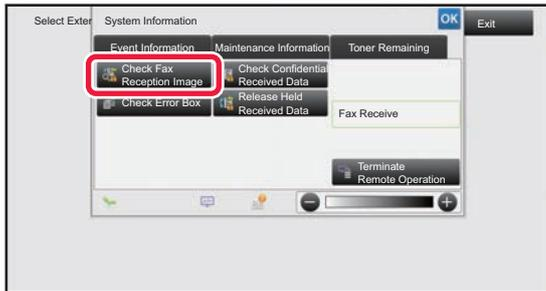 Select Exter
System Information
OK
Exit
Event Information
Maintenance Information
Toner Remaining
Check Fax
Reception Image
Check Confidential
Received Data
Check Error Box
Release Held
Received Data
Fax Receive
Terminate
Remote Operation